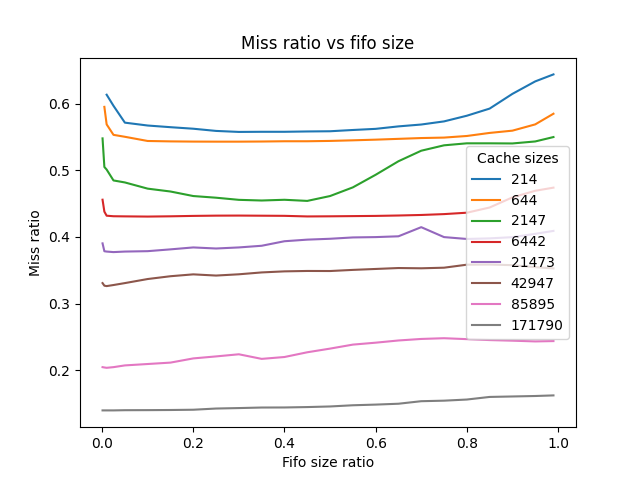 Miss ratio vs fifo size
Miss ratio
0.6
0.5
0.4
0.3
0.2
Cache sizes
214
644
2147
6442
21473
42947
85895
171790
0.0 0.2 0.4 0.6 0.8 1.0
Fifo size ratio